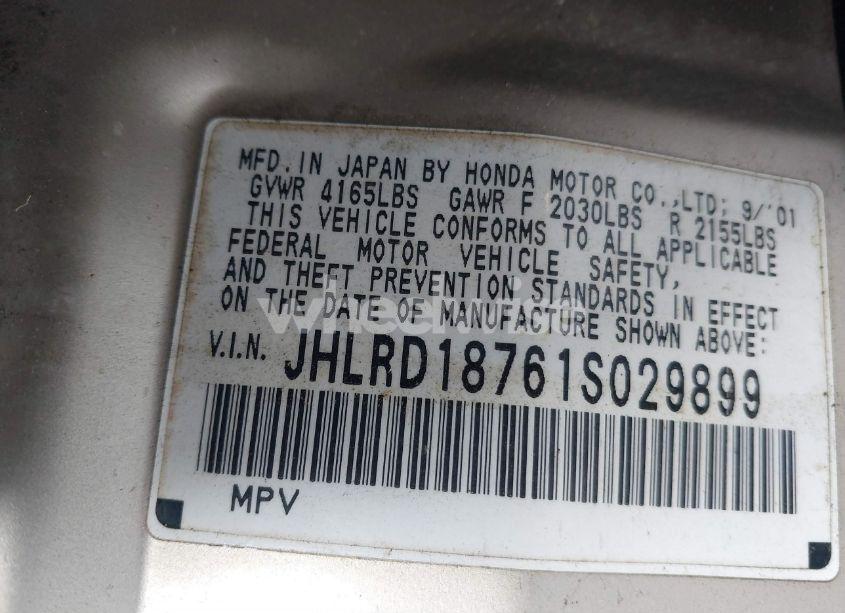 MFD. IN JAPAN BY HONDA MOTOR CO.,LTD; 9/'01
GVWR 4165LBS GAWR F 2030LBS R 2155LBS
THIS VEHICLE CONFORMS TO ALL APPLICABLE
FEDERAL MOTOR VEHICLE SAFETY,
AND THEFT PREVENTION STANDARDS IN EFFECT
ON THE DATE OF MANUFACTURE SHOWN ABOVE:
V.I.N. JHLRD18761S029899
MPV